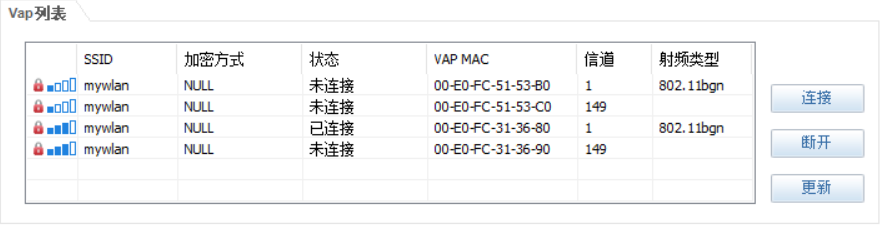 Vap列表
SSID 加密方式 状态 VAP MAC 信道 射频类型
mywlan NULL 未连接 00-E0-FC-51-53-B0 1 802.11bgn
mywlan NULL 未连接 00-E0-FC-51-53-C0 149
mywlan NULL 已连接 00-E0-FC-31-36-80 1 802.11bgn
mywlan NULL 未连接 00-E0-FC-31-36-90 149
连接
断开
更新